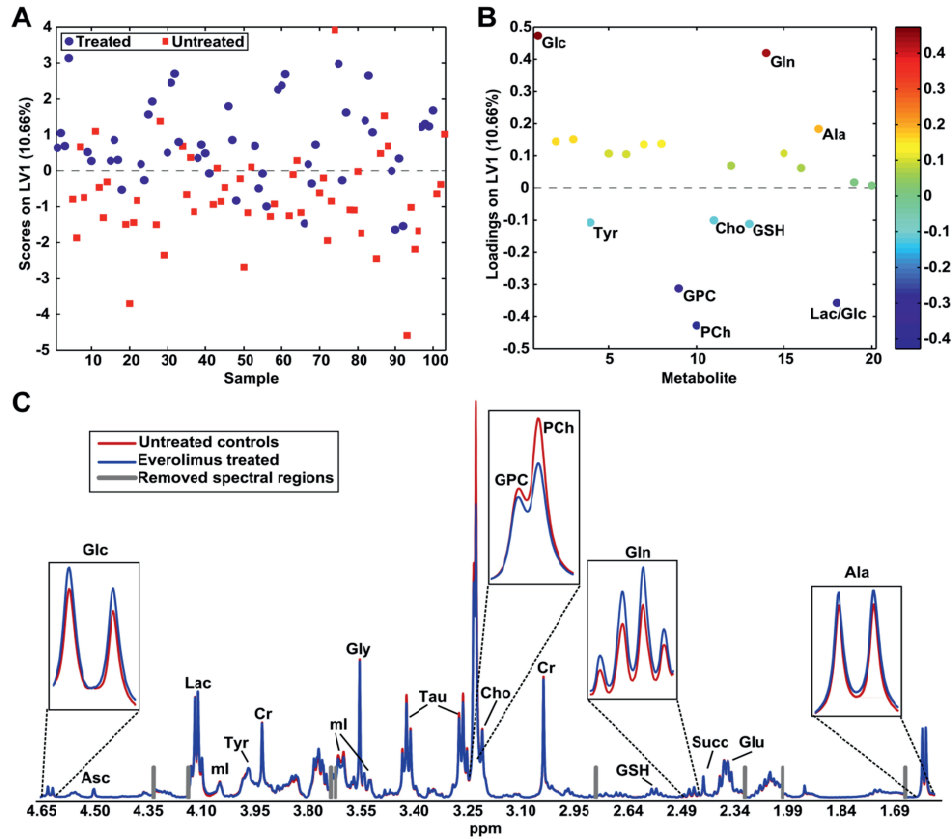 A
Treated
Untreated
Scores on LV1 (10.66%)
4
3
2
1
0
-1
-2
-3
-4
-5
10 20 30 40 50 60 70 80 90 100
Sample
B
Loadings on LV1 (10.66%)
0.5
0.4
0.3
0.2
0.1
0
-0.1
-0.2
-0.3
-0.4
0.5
Glc
Gln
Ala
Tyr
Cho
GSH
GPC
PCh
Lac/Glc
5 10 15 20
Metabolite
0.4
0.3
0.2
0.1
0
-0.1
-0.2
-0.3
-0.4
C
Untreated controls
Everolimus treated
Removed spectral regions
PCh
GPC
Glc
Gln
Ala
Gly
Lac
Tau
Cho
Cr
Cr
Tyr
mI
mI
Asc
GSH
Succ
Glu
4.65 4.50 4.35 4.10 3.95 3.70 3.55 3.40 3.25 3.10 2.95 2.64 2.49 2.34 1.99 1.84 1.69
ppm